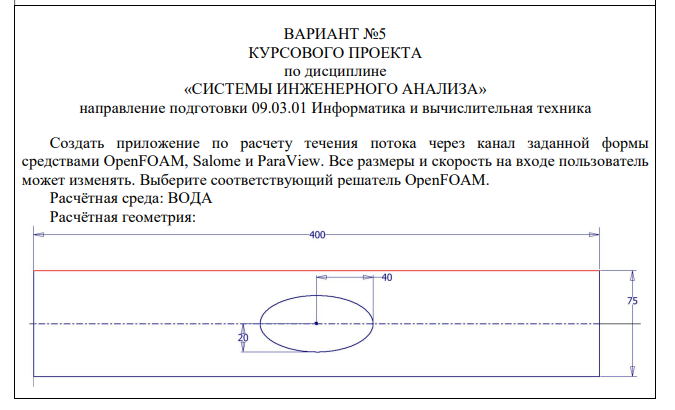 ВАРИАНТ №5
КУРСОВОГО ПРОЕКТА
по дисциплине
«СИСТЕМЫ ИНЖЕНЕРНОГО АНАЛИЗА»
направление подготовки 09.03.01 Информатика и вычислительная техника
Создать приложение по расчету течения потока через канал заданной формы
средствами OpenFOAM, Salome и ParaView. Все размеры и скорость на входе пользователь
может изменять. Выберите соответствующий решатель OpenFOAM.
Расчётная среда: ВОДА
Расчётная геометрия:
400
40
75
20